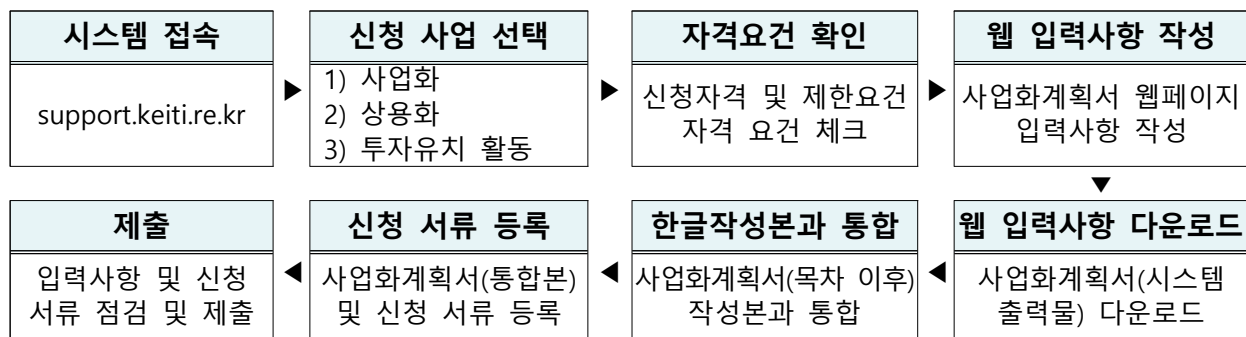 시스템 접속
support.keiti.re.kr
▶
신청 사업 선택
1) 사업화
2) 상용화
3) 투자유치 활동
▶
자격요건 확인
신청자격 및 제한요건
자격 요건 체크
▶
웹 입력사항 작성
사업화계획서 웹페이지
입력사항 작성
▼
웹 입력사항 다운로드
사업화계획서(시스템
출력물) 다운로드
◀
한글작성본과 통합
사업화계획서(목차 이후)
작성본과 통합
◀
신청 서류 등록
사업화계획서(통합본)
및 신청 서류 등록
◀
제출
입력사항 및 신청
서류 점검 및 제출